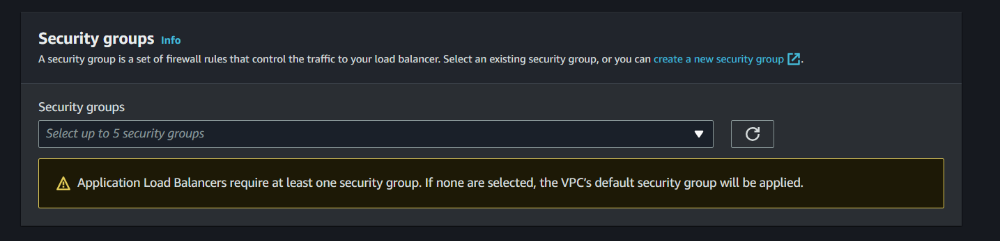 Security groups Info
A security group is a set of firewall rules that control the traffic to your load balancer. Select an existing security group, or you can create a new security group .
Security groups
Select up to 5 security groups
Application Load Balancers require at least one security group. If none are selected, the VPC’s default security group will be applied.